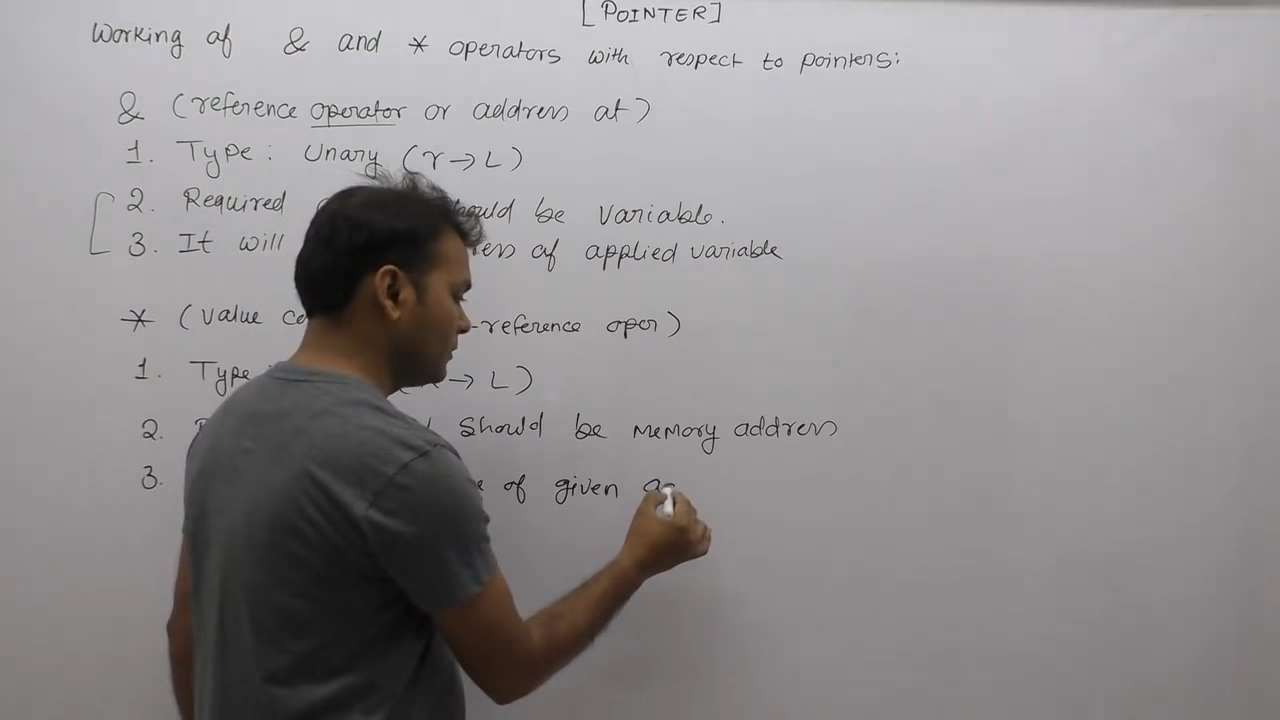 [POINTER]
Working of & and * operators with respect to pointers:
& (reference operator or address at)
1. Type: Unary (r→L)
2. Required should be variable.
3. It will of applied variable
* (value -reference oper)
1. Type → L)
2. should be memory address
3. of given